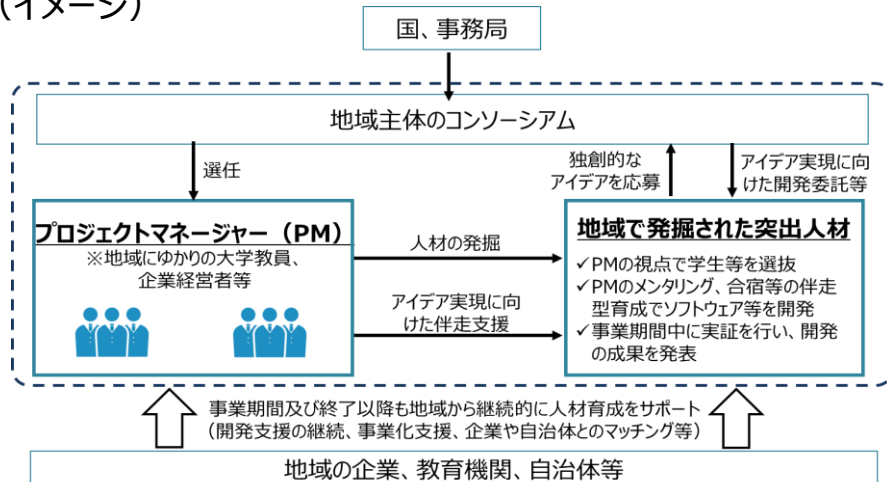 （イメージ）
国、事務局
地域主体のコンソーシアム
選任
独創的な
アイデアを応募
アイデア実現に向
けた開発委託等
プロジェクトマネージャー（PM）
※地域にゆかりの大学教員、
企業経営者等
人材の発掘
アイデア実現に向
けた伴走支援
地域で発掘された突出人材
✓PMの視点で学生等を選抜
✓PMのメンタリング、合宿等の伴走
型育成でソフトウェア等を開発
✓事業期間中に実証を行い、開発
の成果を発表
事業期間及び終了以降も地域から継続的に人材育成をサポート
（開発支援の継続、事業化支援、企業や自治体とのマッチング等）
地域の企業、教育機関、自治体等